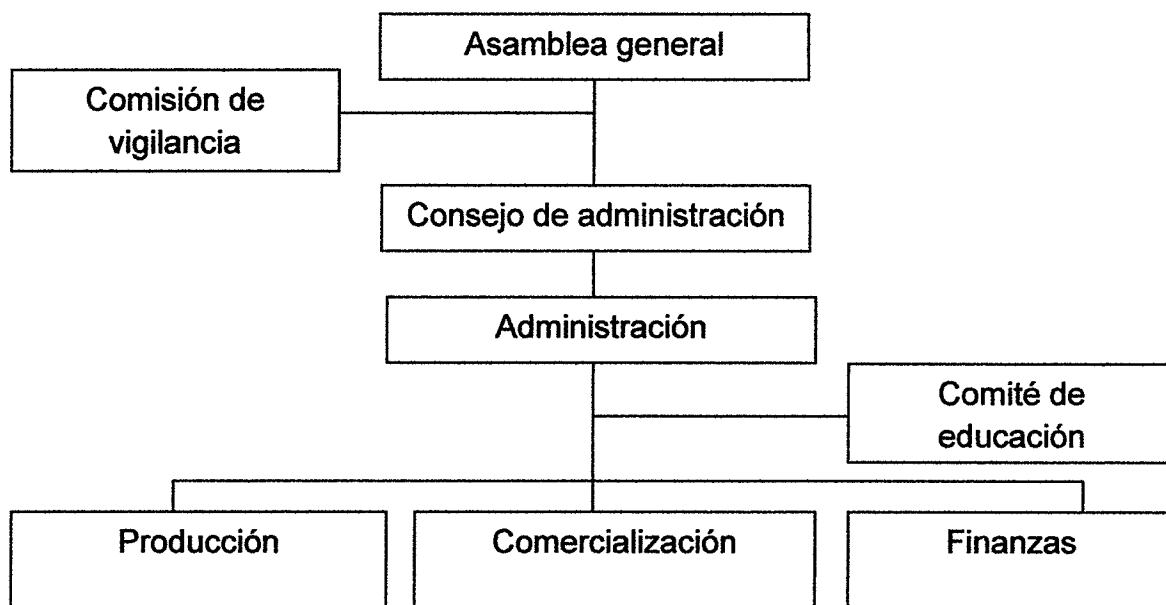 Asamblea general
Comisión de
vigilancia
Consejo de administración
Administración
Comité de
educación
Producción
Comercialización
Finanzas